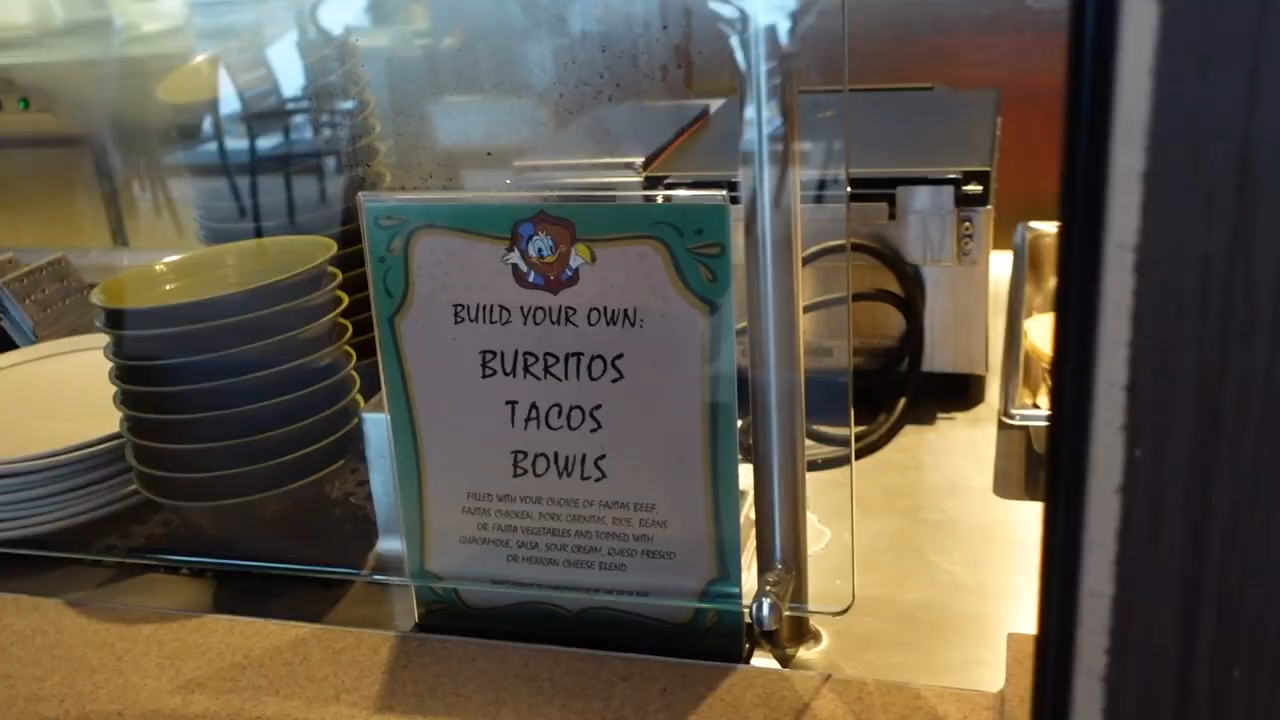 BUILD YOUR OWN:
BURRITOS
TACOS
BOWLS
FILLED WITH YOUR CHOICE OF FAJITAS BEEF,
FAJITAS CHICKEN, PORK CARNITAS, RICE, BEANS
OR FAJITA VEGETABLES AND TOPPED WITH
GUACAMOLE, SALSA, SOUR CREAM, QUESO FRESCO
OR MEXICAN CHEESE BLEND